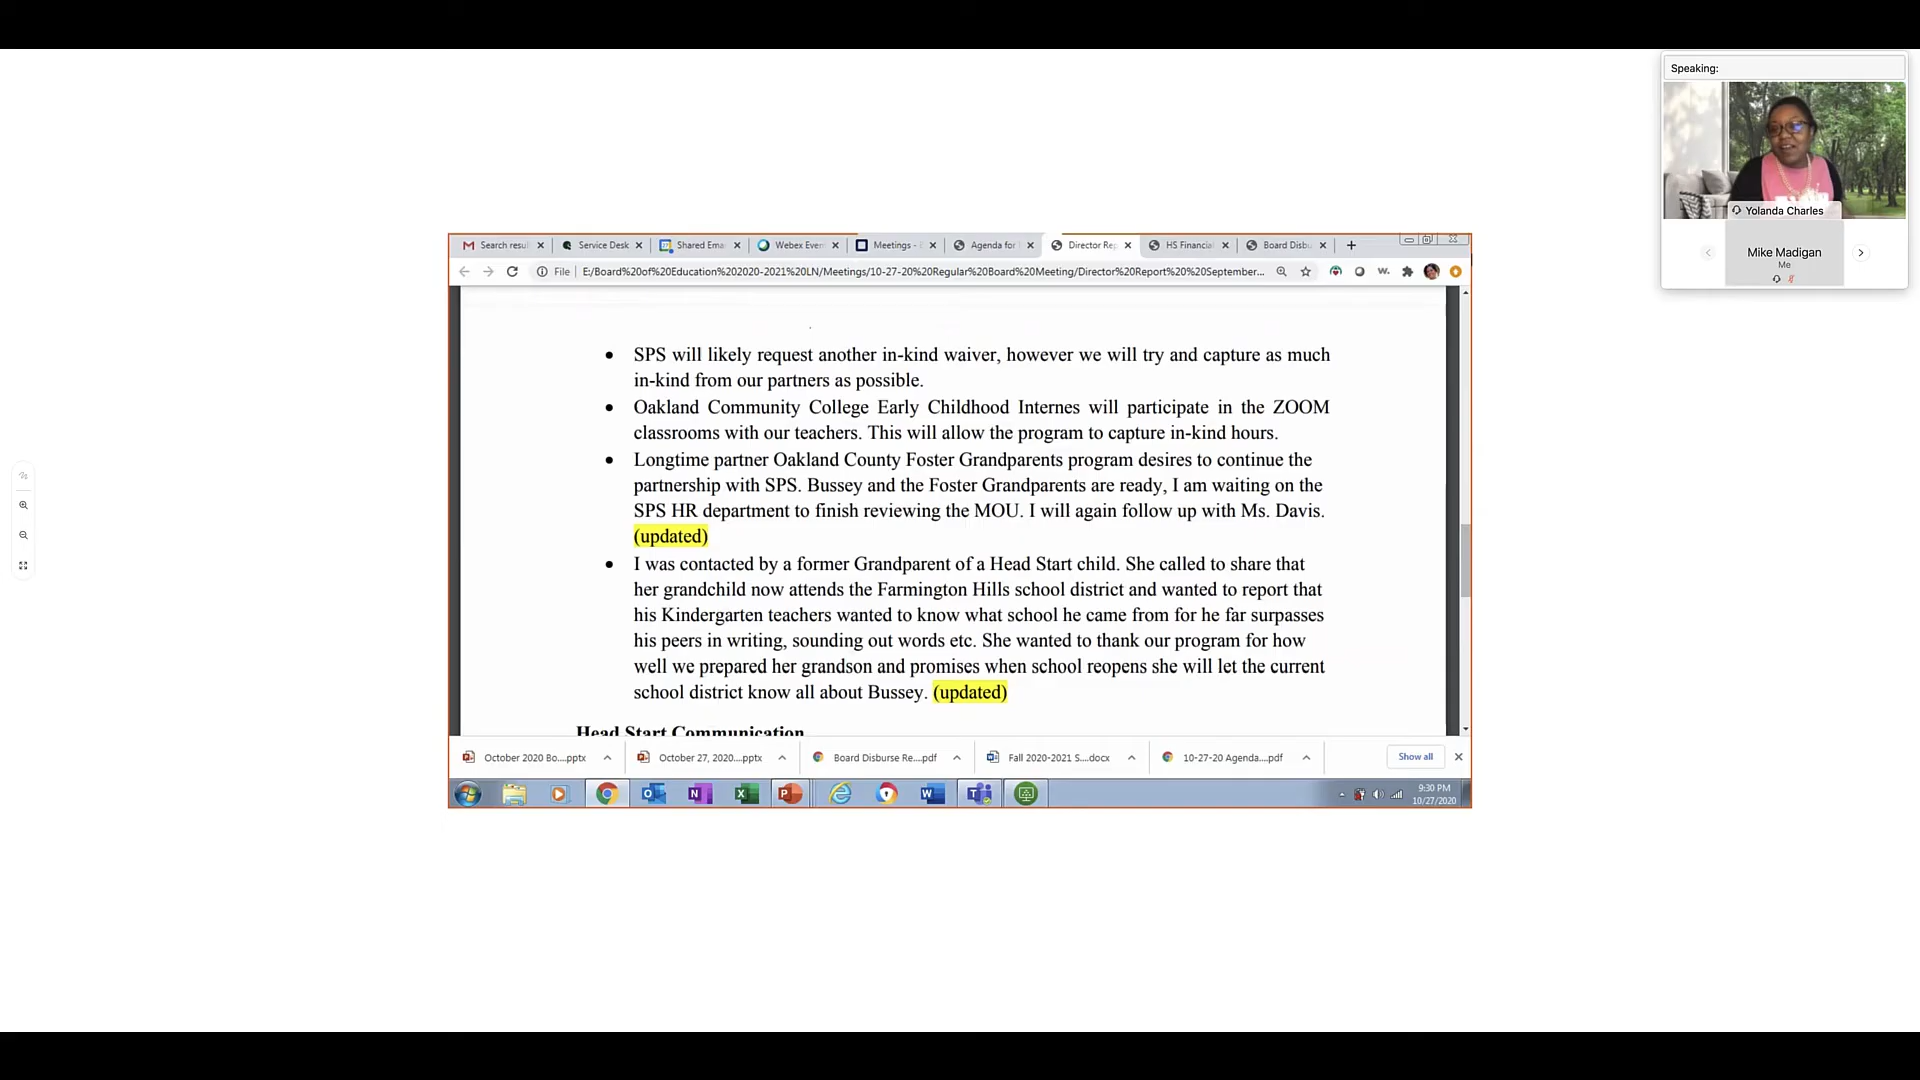 Speaking:
Yolanda Charles
Mike Madigan
Me
Search resul
Service Desk
Shared Ema
Webex Even
Meetings -
Agenda for
Director Rep
HS Financial
Board Disbu
File
E:/Board%20of%20Education%202020-2021%20LN/Meetings/10-27-20%20Regular%20Board%20Meeting/Director%20Report%20%20September...
• SPS will likely request another in-kind waiver, however we will try and capture as much
in-kind from our partners as possible.
• Oakland Community College Early Childhood Internes will participate in the ZOOM
classrooms with our teachers. This will allow the program to capture in-kind hours.
• Longtime partner Oakland County Foster Grandparents program desires to continue the
partnership with SPS. Bussey and the Foster Grandparents are ready, I am waiting on the
SPS HR department to finish reviewing the MOU. I will again follow up with Ms. Davis.
(updated)
• I was contacted by a former Grandparent of a Head Start child. She called to share that
her grandchild now attends the Farmington Hills school district and wanted to report that
his Kindergarten teachers wanted to know what school he came from for he far surpasses
his peers in writing, sounding out words etc. She wanted to thank our program for how
well we prepared her grandson and promises when school reopens she will let the current
school district know all about Bussey. (updated)
Head Start Communication
October 2020 Bo....pptx
October 27, 2020....pptx
Board Disburse Re....pdf
Fall 2020-2021 S....docx
10-27-20 Agenda....pdf
Show all
9:30 PM
10/27/2020